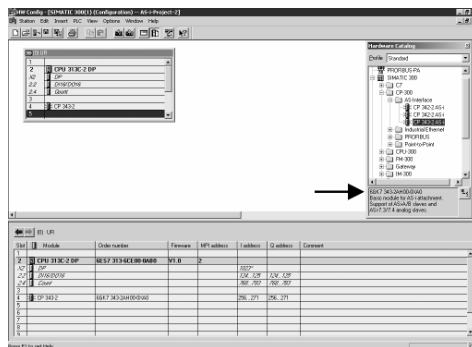 HW Config - [SIMATIC 300(1) (Configuration) -- AS-i-Project-2]
Station Edit Insert PLC View Options Window Help
(0) UR
1
2 CPU 313C-2 DP
X2 DP
2.2 DI16/DO16
2.4 Count
3
4 CP 343-2
5
Hardware Catalog
Profile Standard
PROFIBUS-PA
SIMATIC 300
C7
CP-300
AS-Interface
CP 342-2 AS-i
CP 342-2 AS-i
CP 343-2 AS-i
Industrial Ethernet
PROFIBUS
Point-to-Point
CPU-300
FM-300
Gateway
IM-300
6GK7 343-2AH00-0XA0
Basic module for AS-i attachment.
Support of AS-i A/B slaves and
AS-i 7.3/7.4 analog slaves.
(0) UR
Slot Module Order number Firmware MPI address I address Q address Comment
1
2 CPU 313C-2 DP 6ES7 313-6CE00-0AB0 V1.0 2
X2 DP 1023*
2.2 DI16/DO16 124...125 124...125
2.4 Count 768...783 768...783
3
4 CP 343-2 6GK7 343-2AH00-0XA0 256...271 256...271
5
6
7
8
9
Press F1 to get Help.